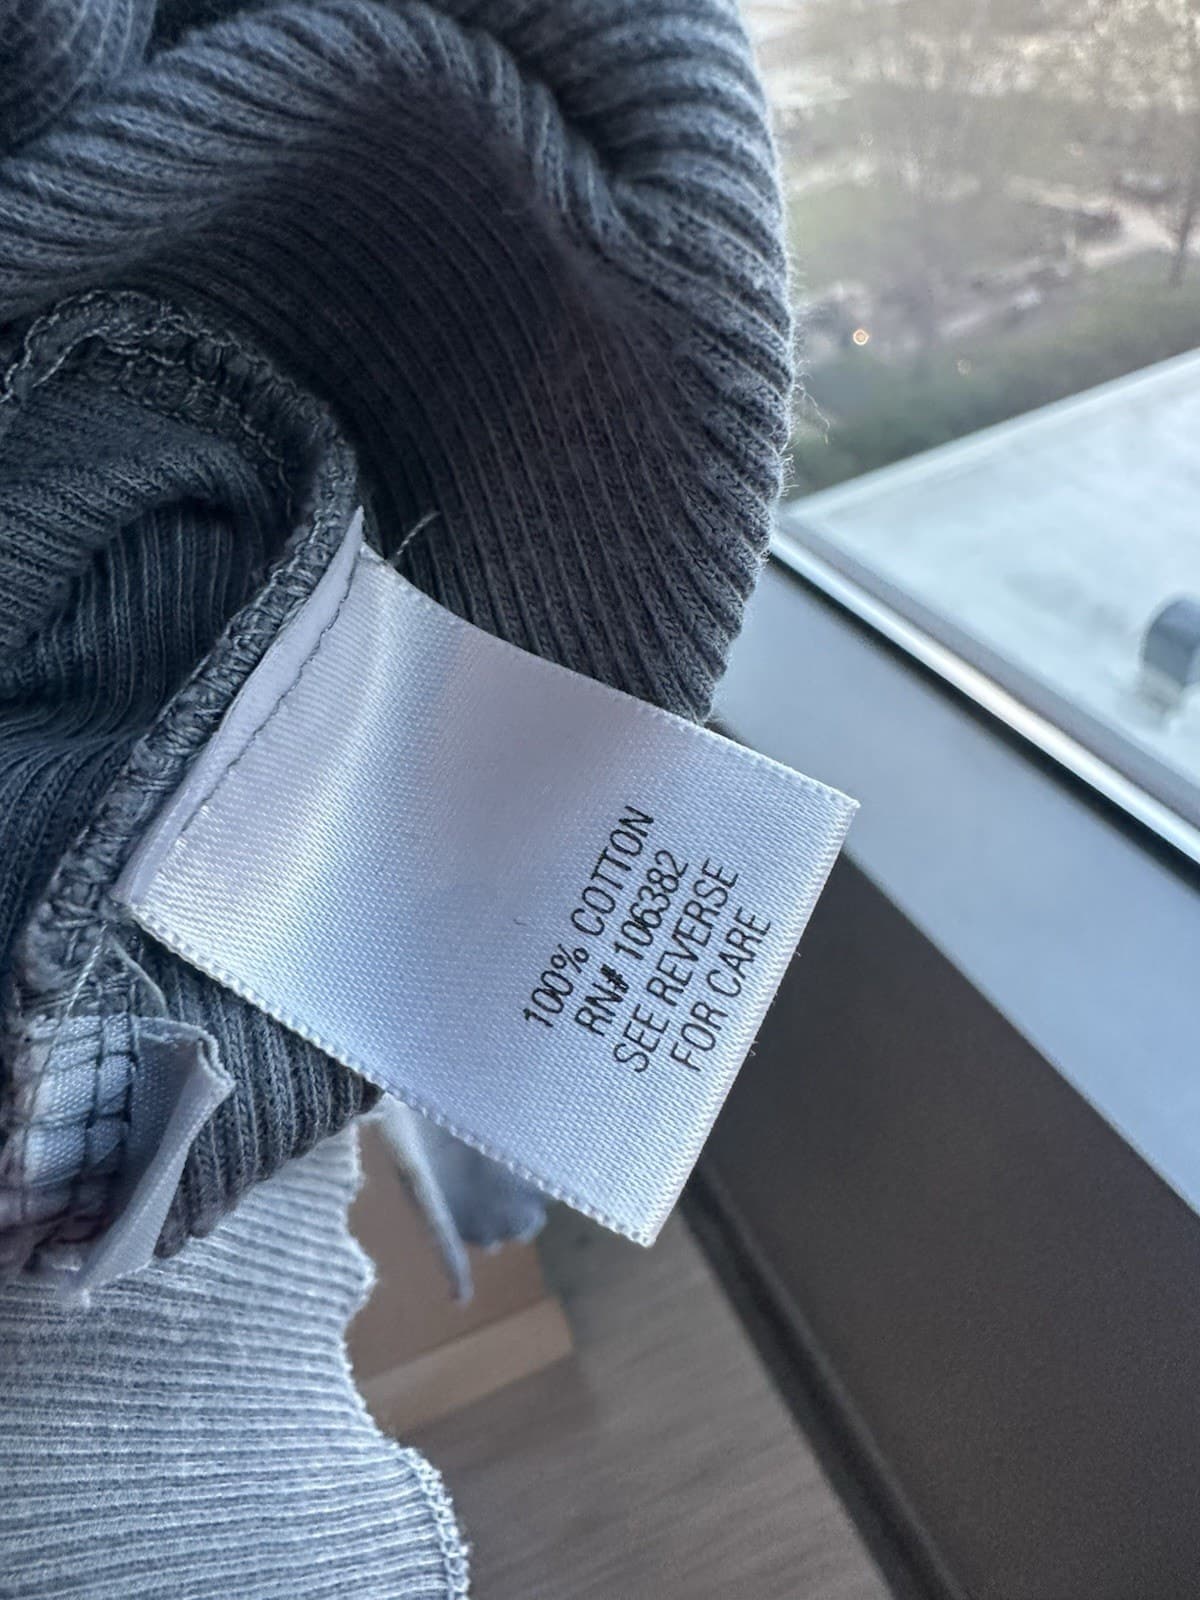 100% COTTON
RN# 106382
SEE REVERSE
FOR CARE